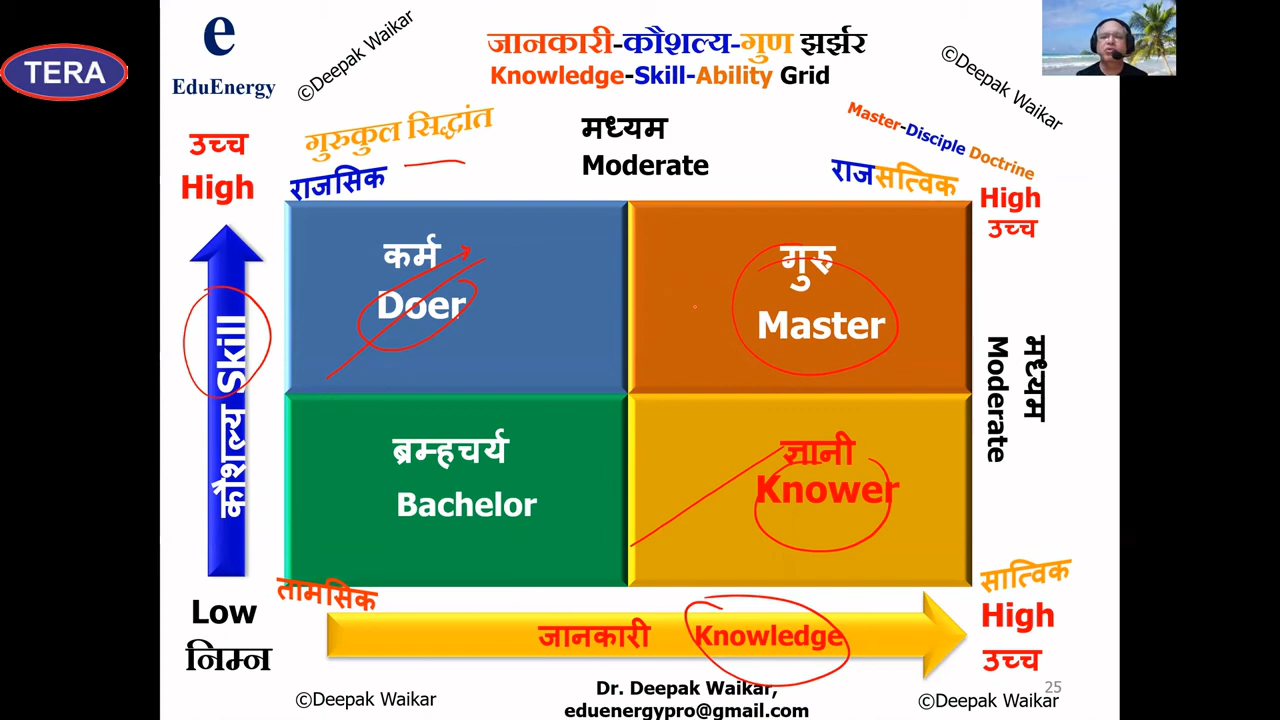 TERA
e
EduEnergy
©Deepak Waikar
जानकारी-कौशल्य-गुण झर्झर
Knowledge-Skill-Ability Grid
©Deepak Waikar
उच्च
High
गुरुकुल सिद्धांत
राजसिक
मध्यम
Moderate
Master-Disciple Doctrine
राजसत्विक
High
उच्च
कर्म
Doer
गुरु
Master
कौशल्य Skill
मध्यम
Moderate
ब्रम्हचर्य
Bachelor
ज्ञानी
Knower
तामसिक
सात्विक
Low
निम्न
जानकारी Knowledge
High
उच्च
©Deepak Waikar
Dr. Deepak Waikar,
eduenergypro@gmail.com
©Deepak Waikar
25